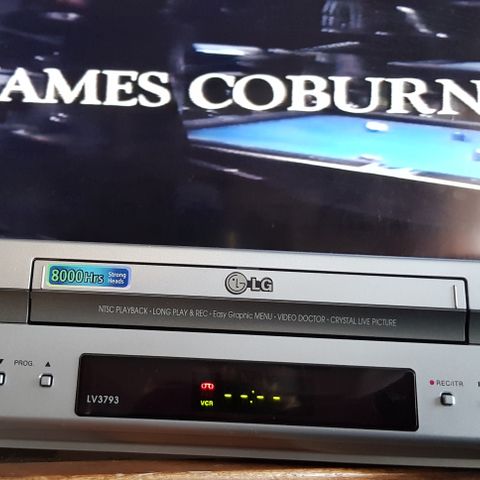 AMES COBURN
8000Hrs Strong Heads
LG
NTSC PLAYBACK • LONG PLAY & REC • Easy Graphic MENU • VIDEO DOCTOR • CRYSTAL LIVE PICTURE
PROG.
REC/ITR
LV3793
VCR --:--